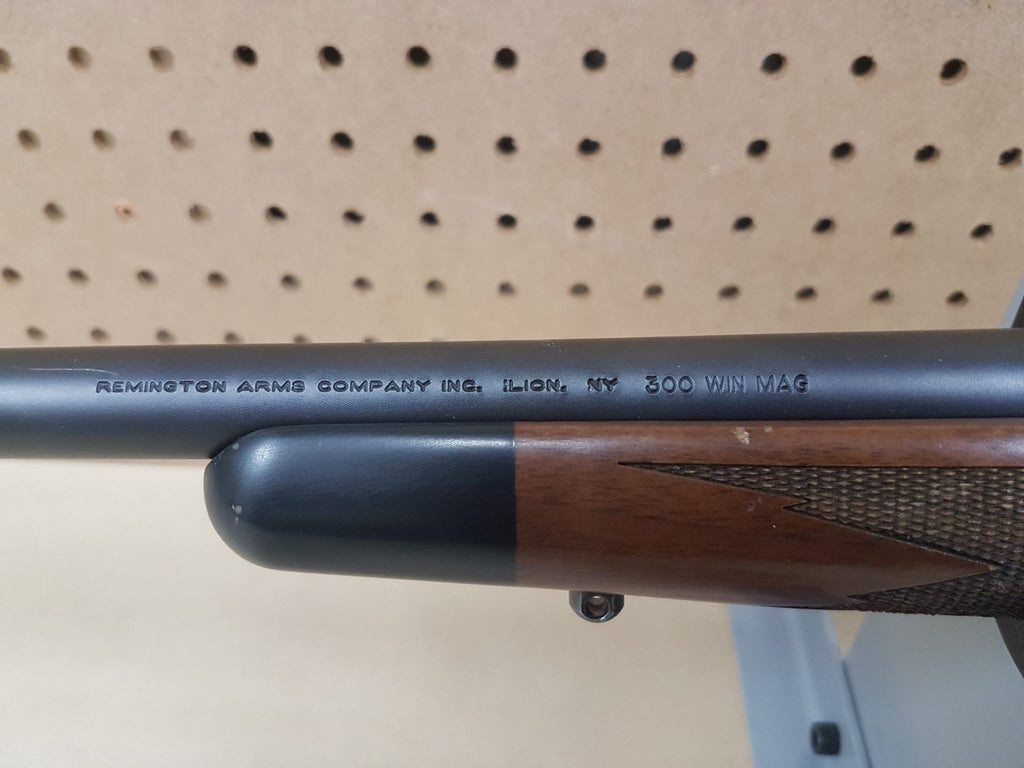 REMINGTON ARMS COMPANY INC. ILION, NY 300 WIN MAG